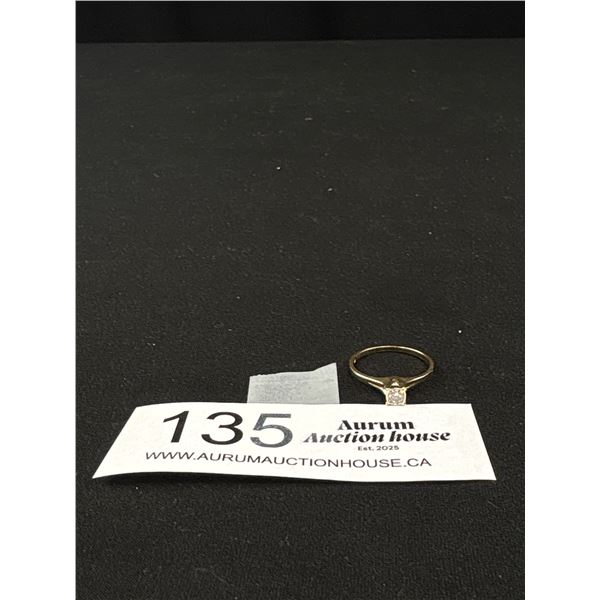 135 Aurum
Auction house
Est. 2025
WWW.AURUMAUCTIONHOUSE.CA